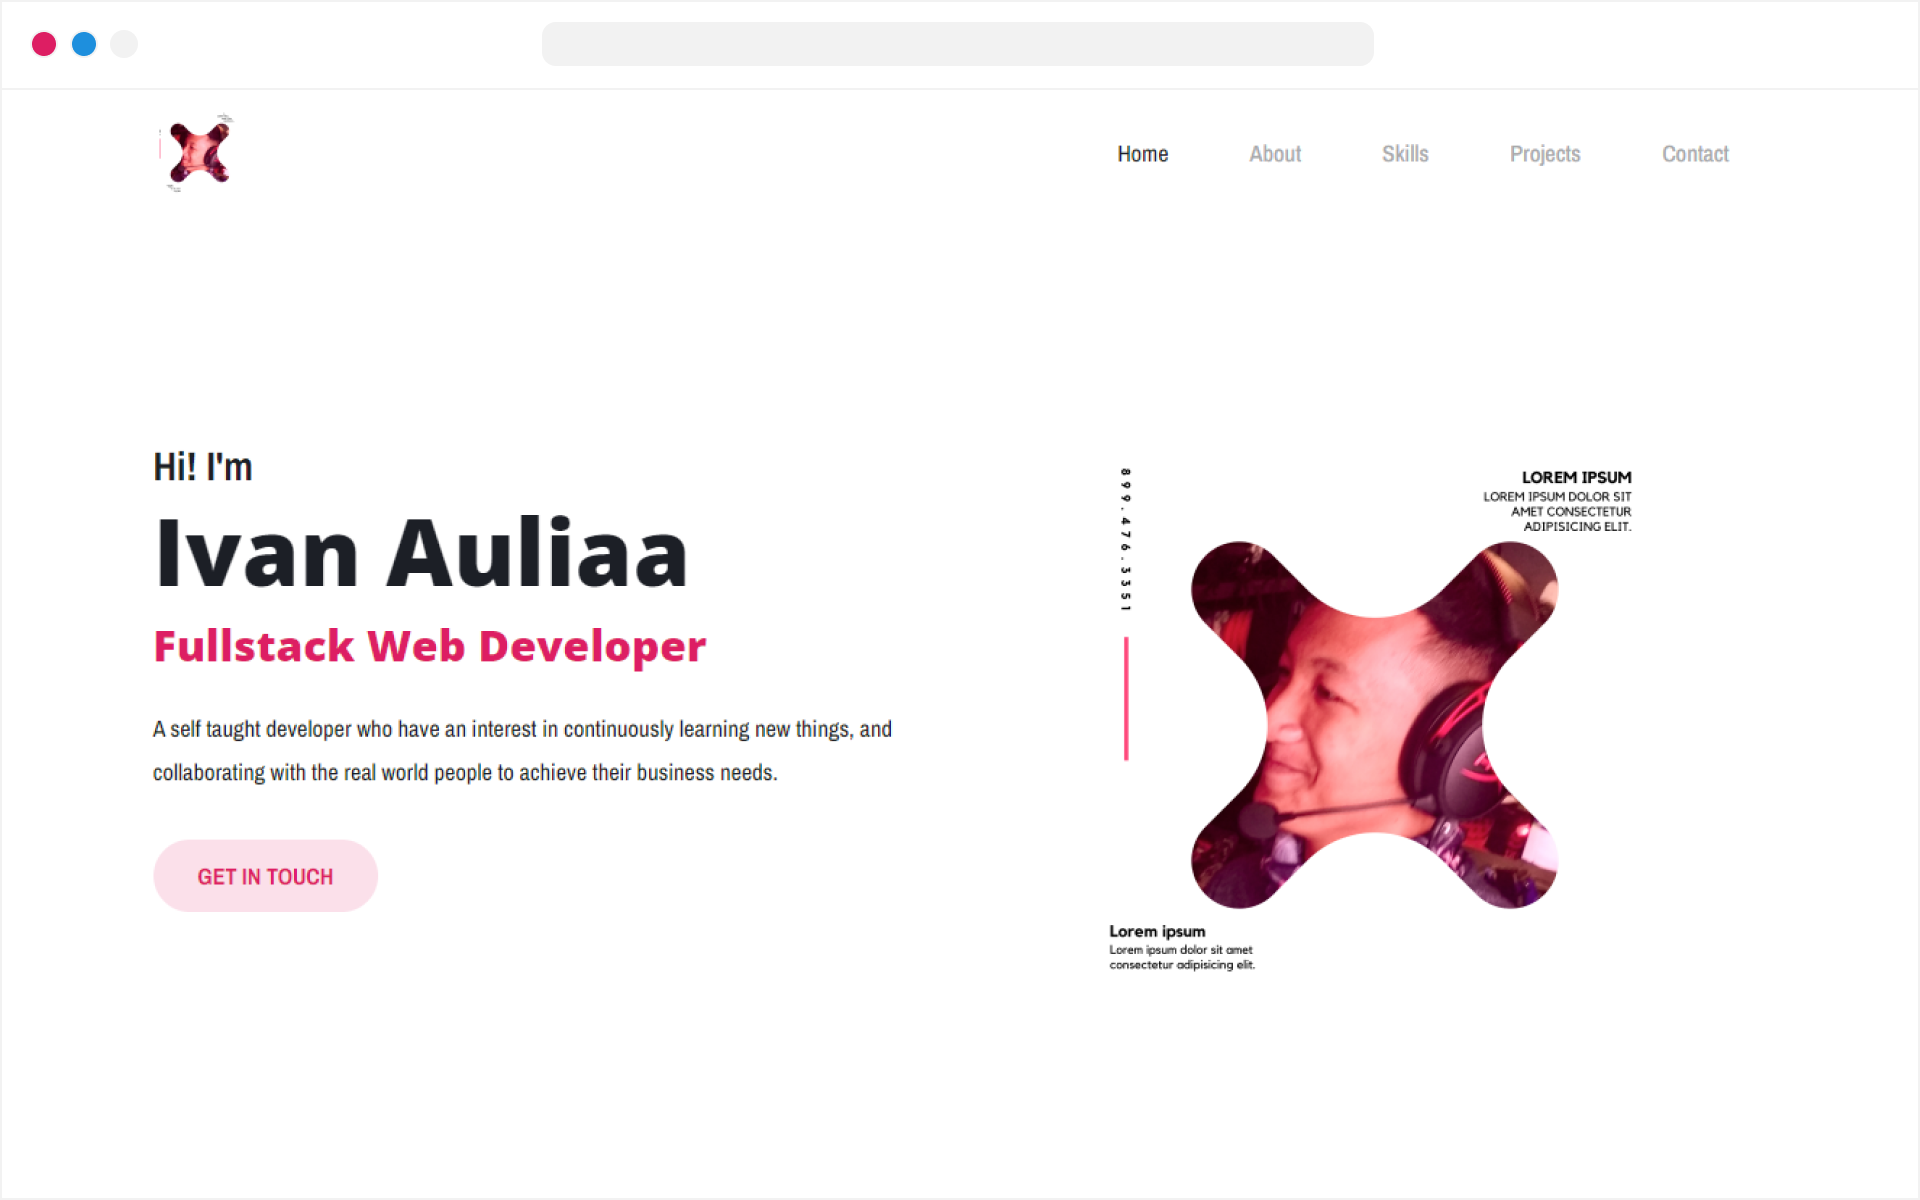 Home
About
Skills
Projects
Contact
Hi! I'm
Ivan Auliaa
Fullstack Web Developer
A self taught developer who have an interest in continuously learning new things, and
collaborating with the real world people to achieve their business needs.
GET IN TOUCH
899.476.3351
LOREM IPSUM
LOREM IPSUM DOLOR SIT
AMET CONSECTETUR
ADIPISICING ELIT.
Lorem ipsum
Lorem ipsum dolor sit amet
consectetur adipisicing elit.